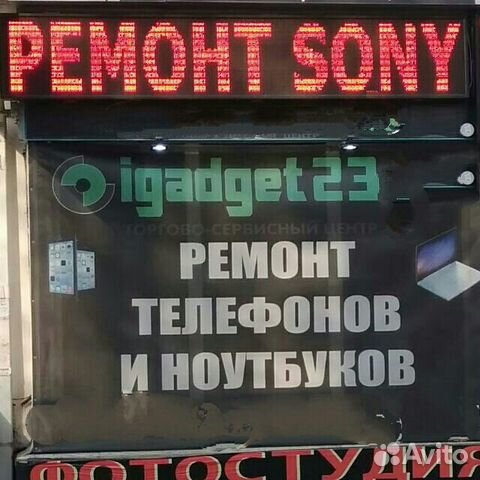 РЕМОНТ SONY
igadget23
ТОРГОВО-СЕРВИСНЫЙ ЦЕНТР
РЕМОНТ
ТЕЛЕФОНОВ
И НОУТБУКОВ
ФОТОСТУДИЯ
Avito